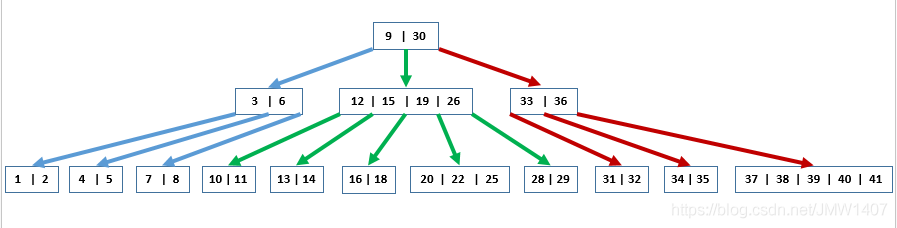 9 | 30
3 | 6
12 | 15 | 19 | 26
33 | 36
1 | 2
4 | 5
7 | 8
10 | 11
13 | 14
16 | 18
20 | 22 | 25
28 | 29
31 | 32
34 | 35
37 | 38 | 39 | 40 | 41
https://blog.csdn.net/JMW1407